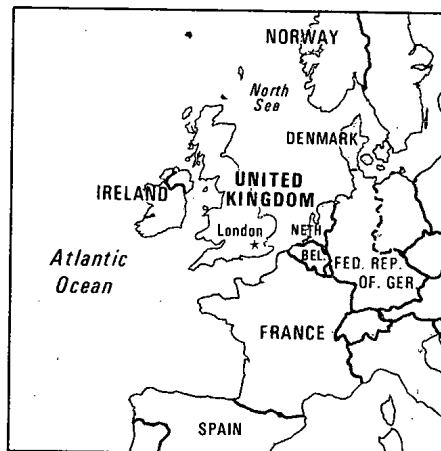 NORWAY
North
Sea
DENMARK
UNITED
KINGDOM
IRELAND
London
NETH
BEL.
Atlantic
Ocean
FED. REP.
OF. GER.
FRANCE
SPAIN